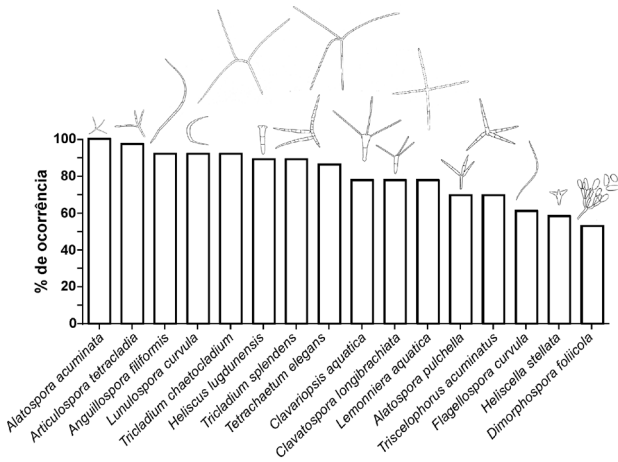 % de ocorrência
100
80
60
40
20
0
Alatospora acuminata
Articulospora tetracladia
Anguillospora filiformis
Lunulospora curvula
Tricladium chaetocladium
Heliscus lugdunensis
Tricladium splendens
Tetrachaetum elegans
Clavariopsis aquatica
Clavatospora longibrachiata
Lemonniera aquatica
Alatospora pulchella
Triscelophorus acuminatus
Flagellospora curvula
Heliscella stellata
Dimorphospora foliicola